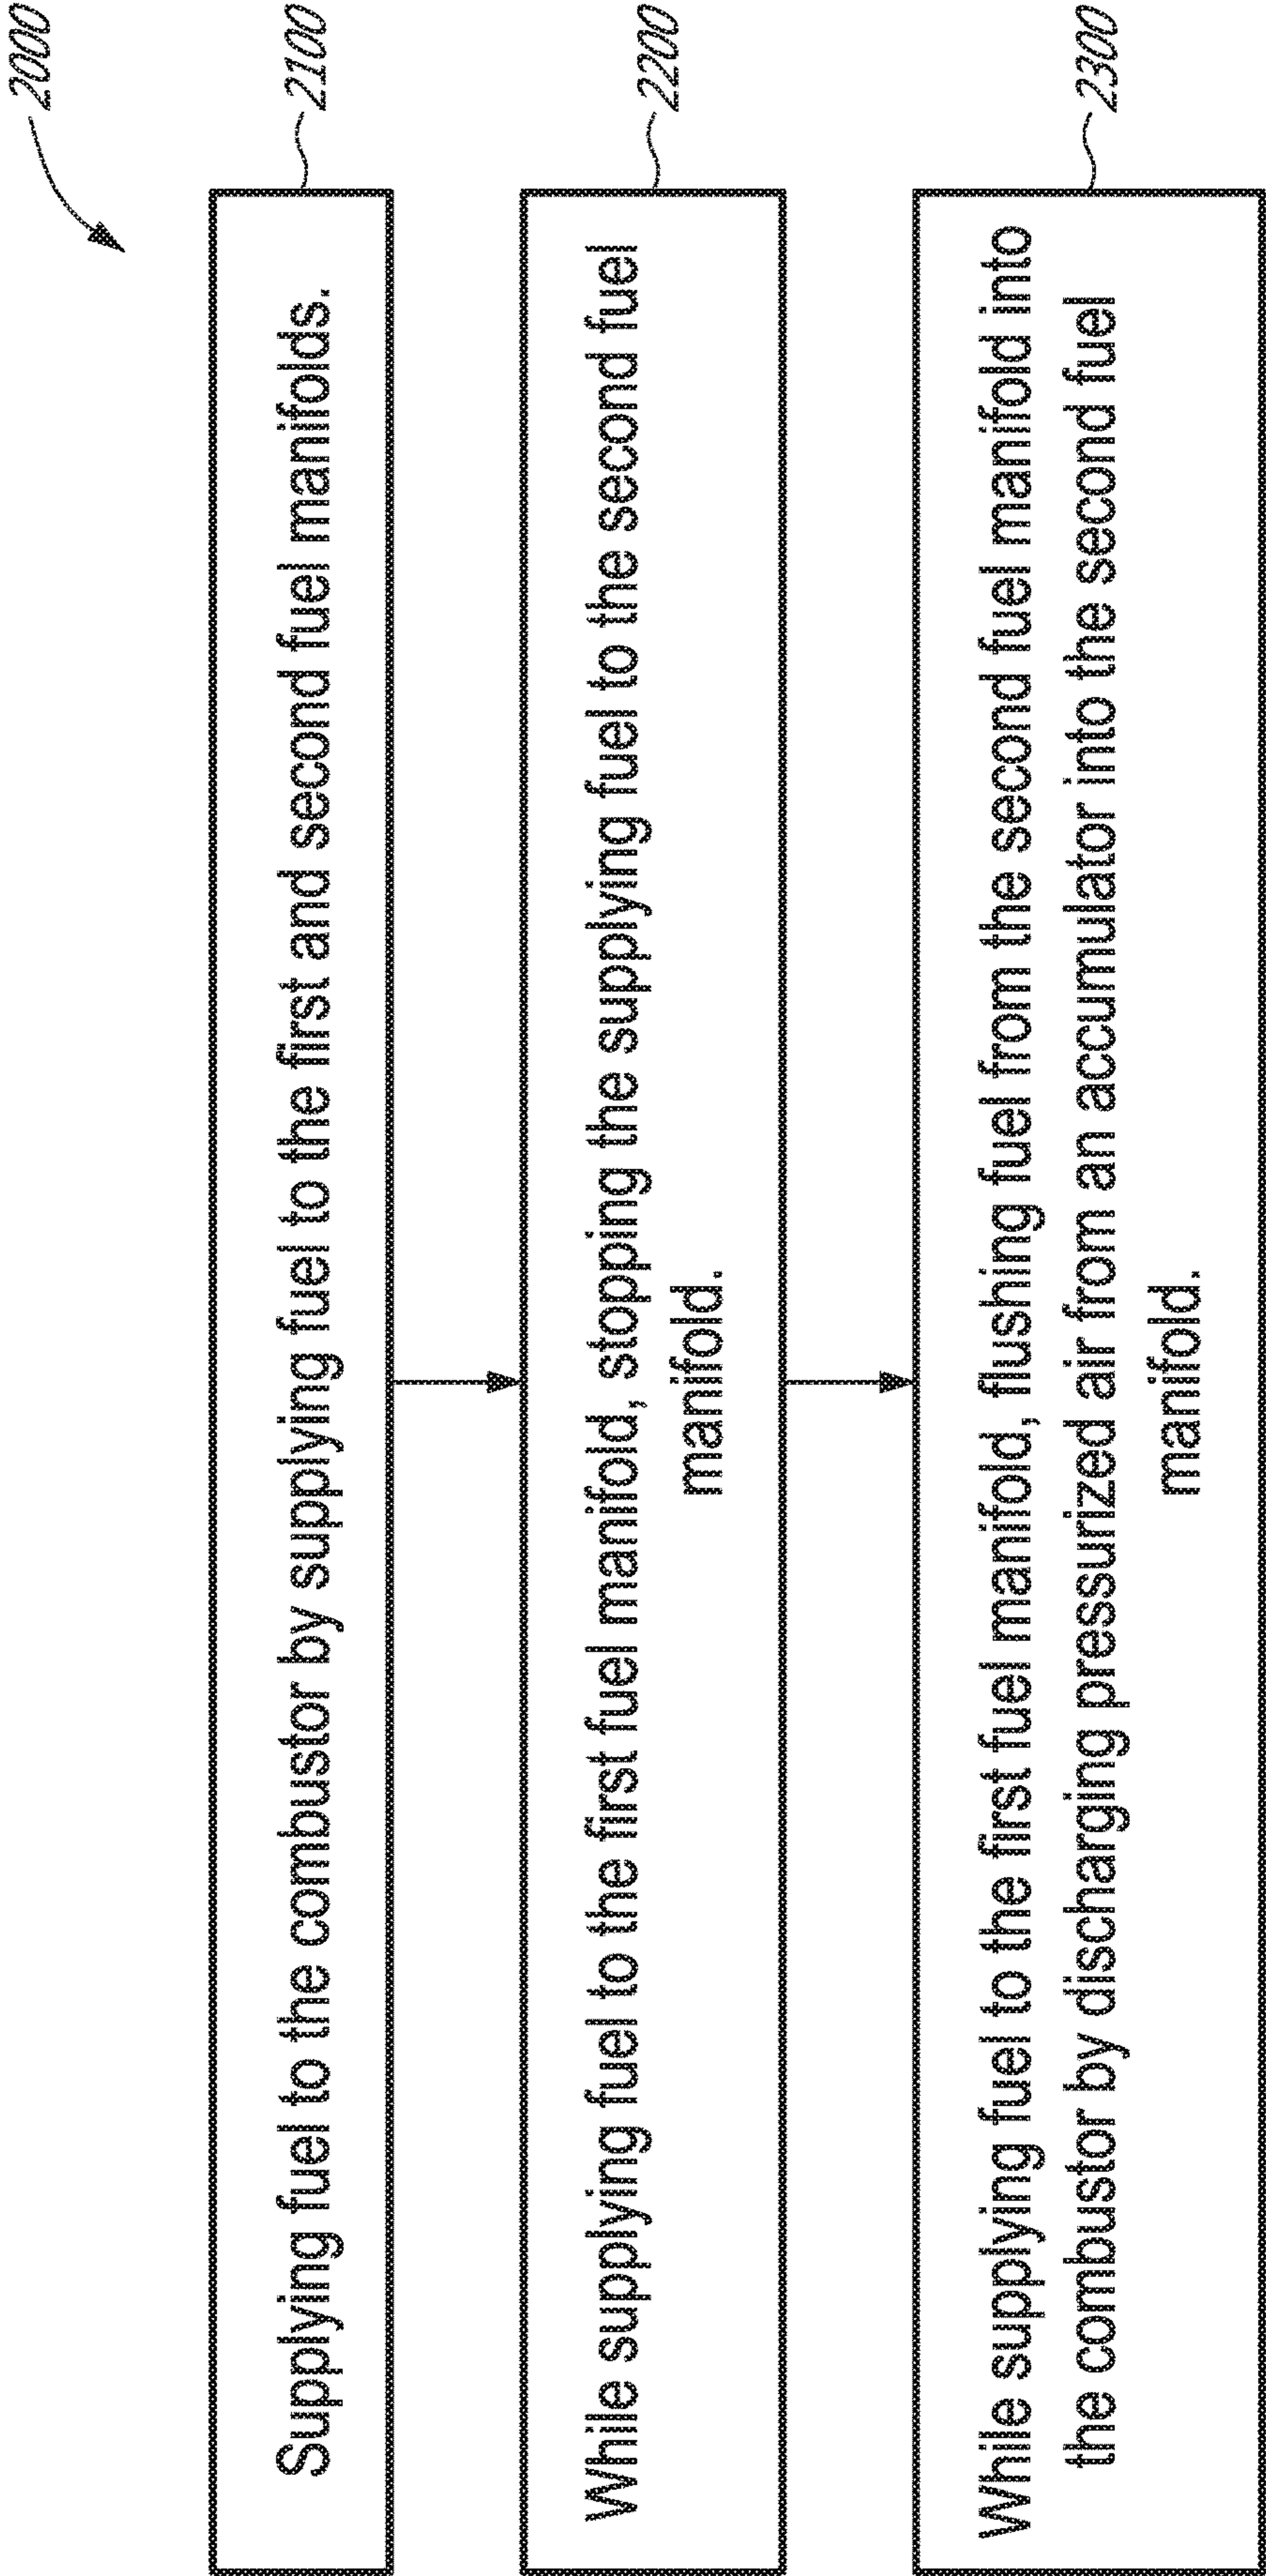 2000
Supplying fuel to the combustor by supplying fuel to the first and second fuel manifolds.
2100
While supplying fuel to the first fuel manifold, stopping the supplying fuel to the second fuel
manifold.
2200
While supplying fuel to the first fuel manifold, flushing fuel from the second fuel manifold into
the combustor by discharging pressurized air from an accumulator into the second fuel
manifold.
2300